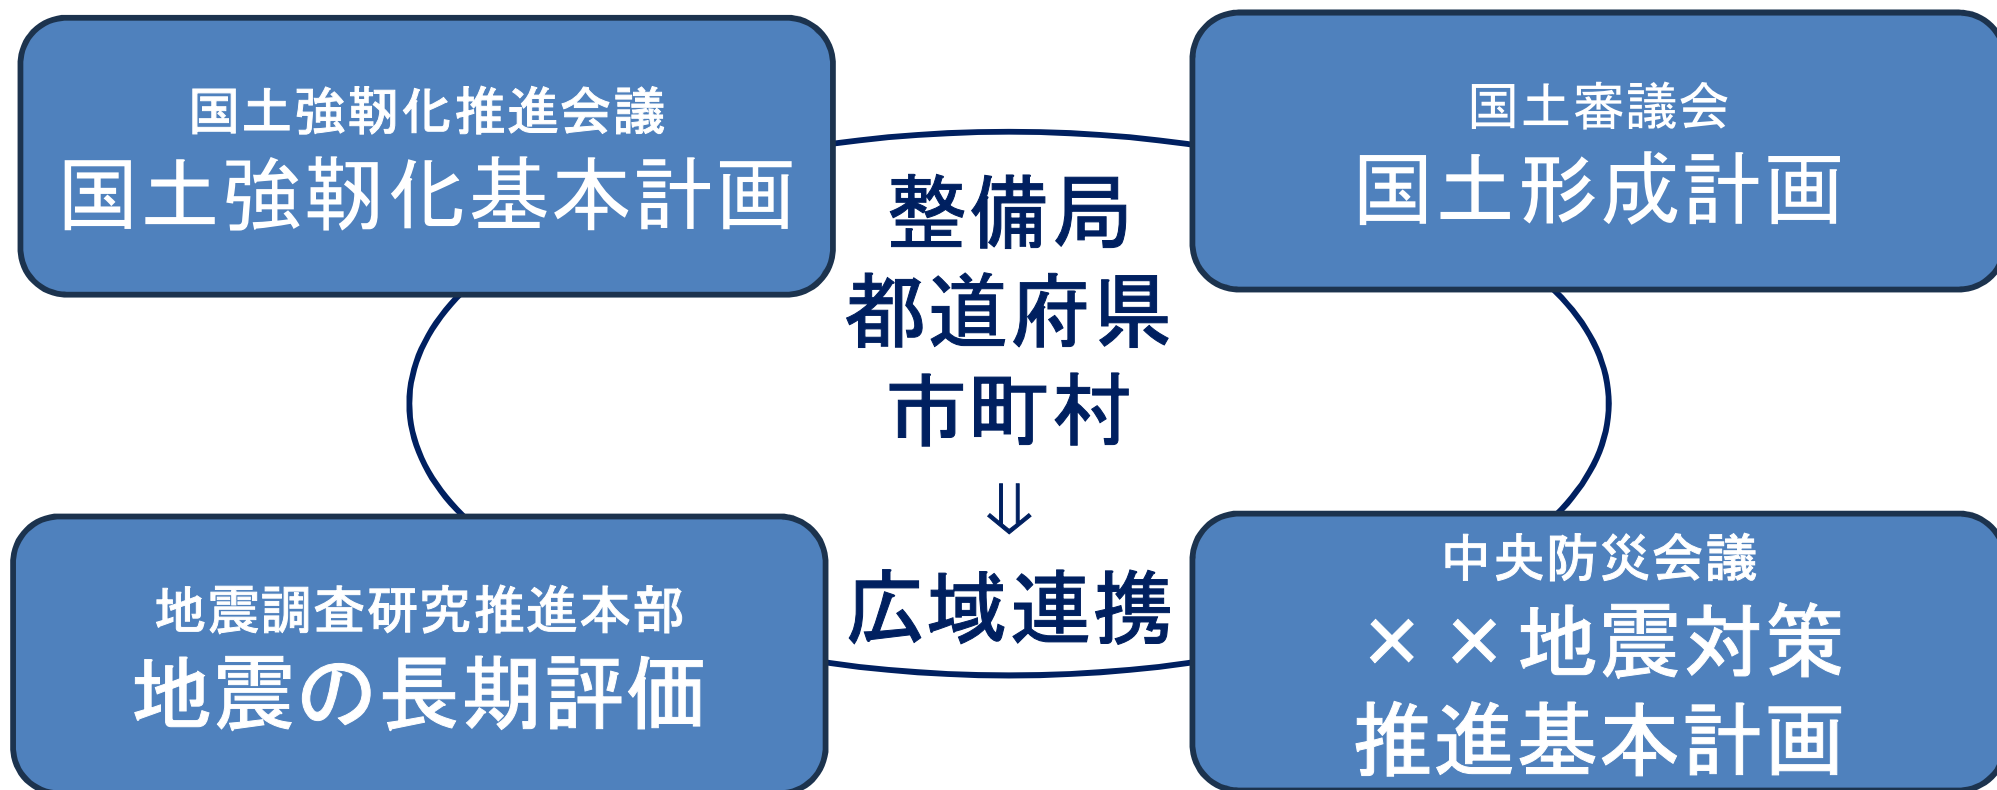 国土強靭化推進会議
国土強靭化基本計画
国土審議会
国土形成計画
整備局
都道府県
市町村
⇓
広域連携
地震調査研究推進本部
地震の長期評価
中央防災会議
××地震対策
推進基本計画